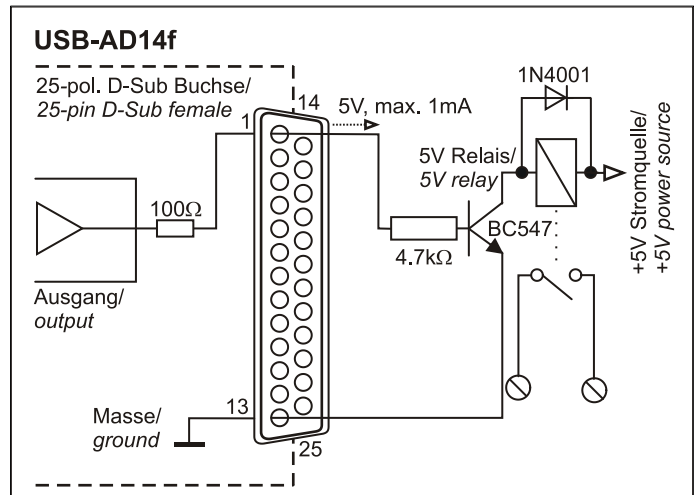 USB-AD14f
25-pol. D-Sub Buchse/
25-pin D-Sub female
14
1
5V, max. 1mA
1N4001
5V Relais/
5V relay
+5V Stromquelle/
+5V power source
100Ω
BC547
4.7kΩ
Ausgang/
output
Masse/
ground
13
25